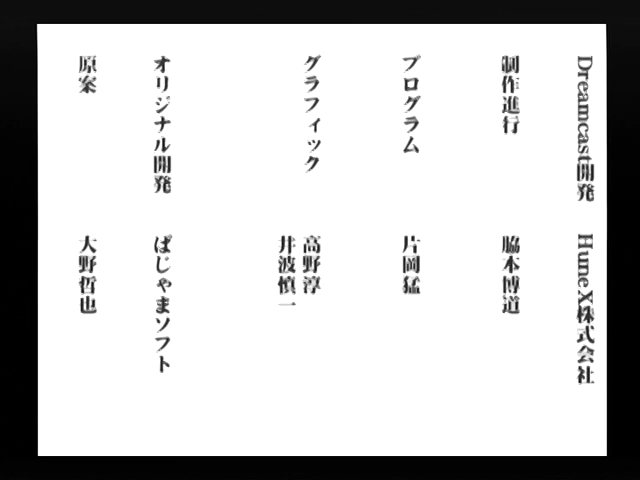 Dreamcast開発
HuneX株式会社
制作進行
脇本博道
プログラム
片岡猛
グラフィック
高野淳
井波慎一
オリジナル開発
ぱじゃまソフト
原案
大野哲也